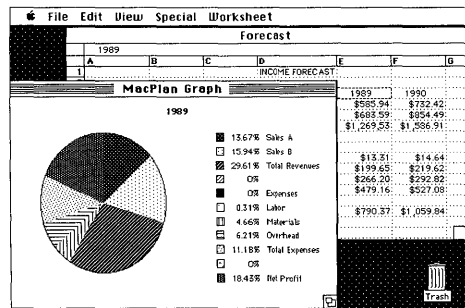 File Edit View Special Worksheet
Forecast
1989
A B C D E F G
1 INCOME FORECAST
MacPlan Graph
1989
13.67% Sales A
15.94% Sales B
29.61% Total Revenues
0%
0% Expenses
0.31% Labor
4.66% Materials
6.21% Overhead
11.18% Total Expenses
0%
18.43% Net Profit
1989 1990
$585.94 $732.42
$683.59 $854.49
$1,269.53 $1,586.91
$13.31 $14.64
$199.65 $219.62
$266.20 $292.82
$479.16 $527.08
$790.37 $1,059.84
Trash